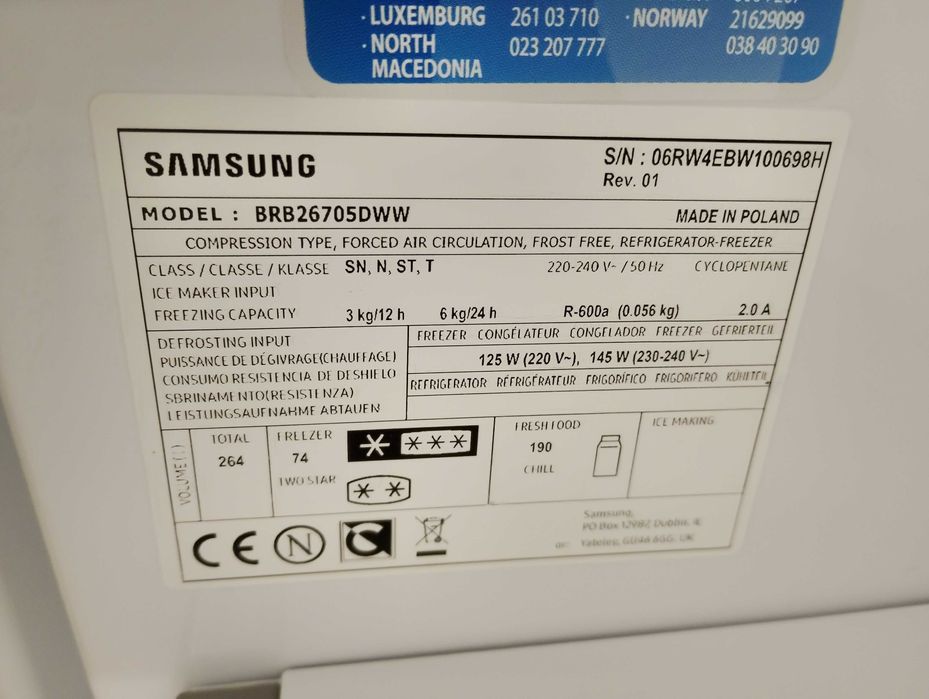 · LUXEMBURG 261 03 710 · NORWAY 21629099
· NORTH MACEDONIA 023 207 777 038 40 30 90
SAMSUNG
S/N : 06RW4EBW100698H
Rev. 01
MODEL : BRB26705DWW MADE IN POLAND
COMPRESSION TYPE, FORCED AIR CIRCULATION, FROST FREE, REFRIGERATOR-FREEZER
CLASS / CLASSE / KLASSE SN, N, ST, T 220-240 V~ / 50 Hz CYCLOPENTANE
ICE MAKER INPUT
FREEZING CAPACITY 3 kg/12 h 6 kg/24 h R-600a (0.056 kg) 2.0 A
DEFROSTING INPUT
PUISSANCE DE DÉGIVRAGE(CHAUFFAGE)
CONSUMO RESISTENCIA DE DESHIELO
SBRINAMENTO(RESISTENZA)
LEISTUNGSAUFNAHME ABTAUEN
FREEZER CONGÉLATEUR CONGELADOR FREEZER GEFRIERTEIL
125 W (220 V~), 145 W (230-240 V~)
REFRIGERATOR RÉFRIGÉRATEUR FRIGORÍFICO FRIGORIFERO KÜHLTEIL
VOLUME ( l )
TOTAL
264
FREEZER
74
TWO STAR
FRESH FOOD
190
CHILL
ICE MAKING
CE N
Samsung,
PO Box 12987, Dublin. IE
or: Yateley, GU46 6GG. UK